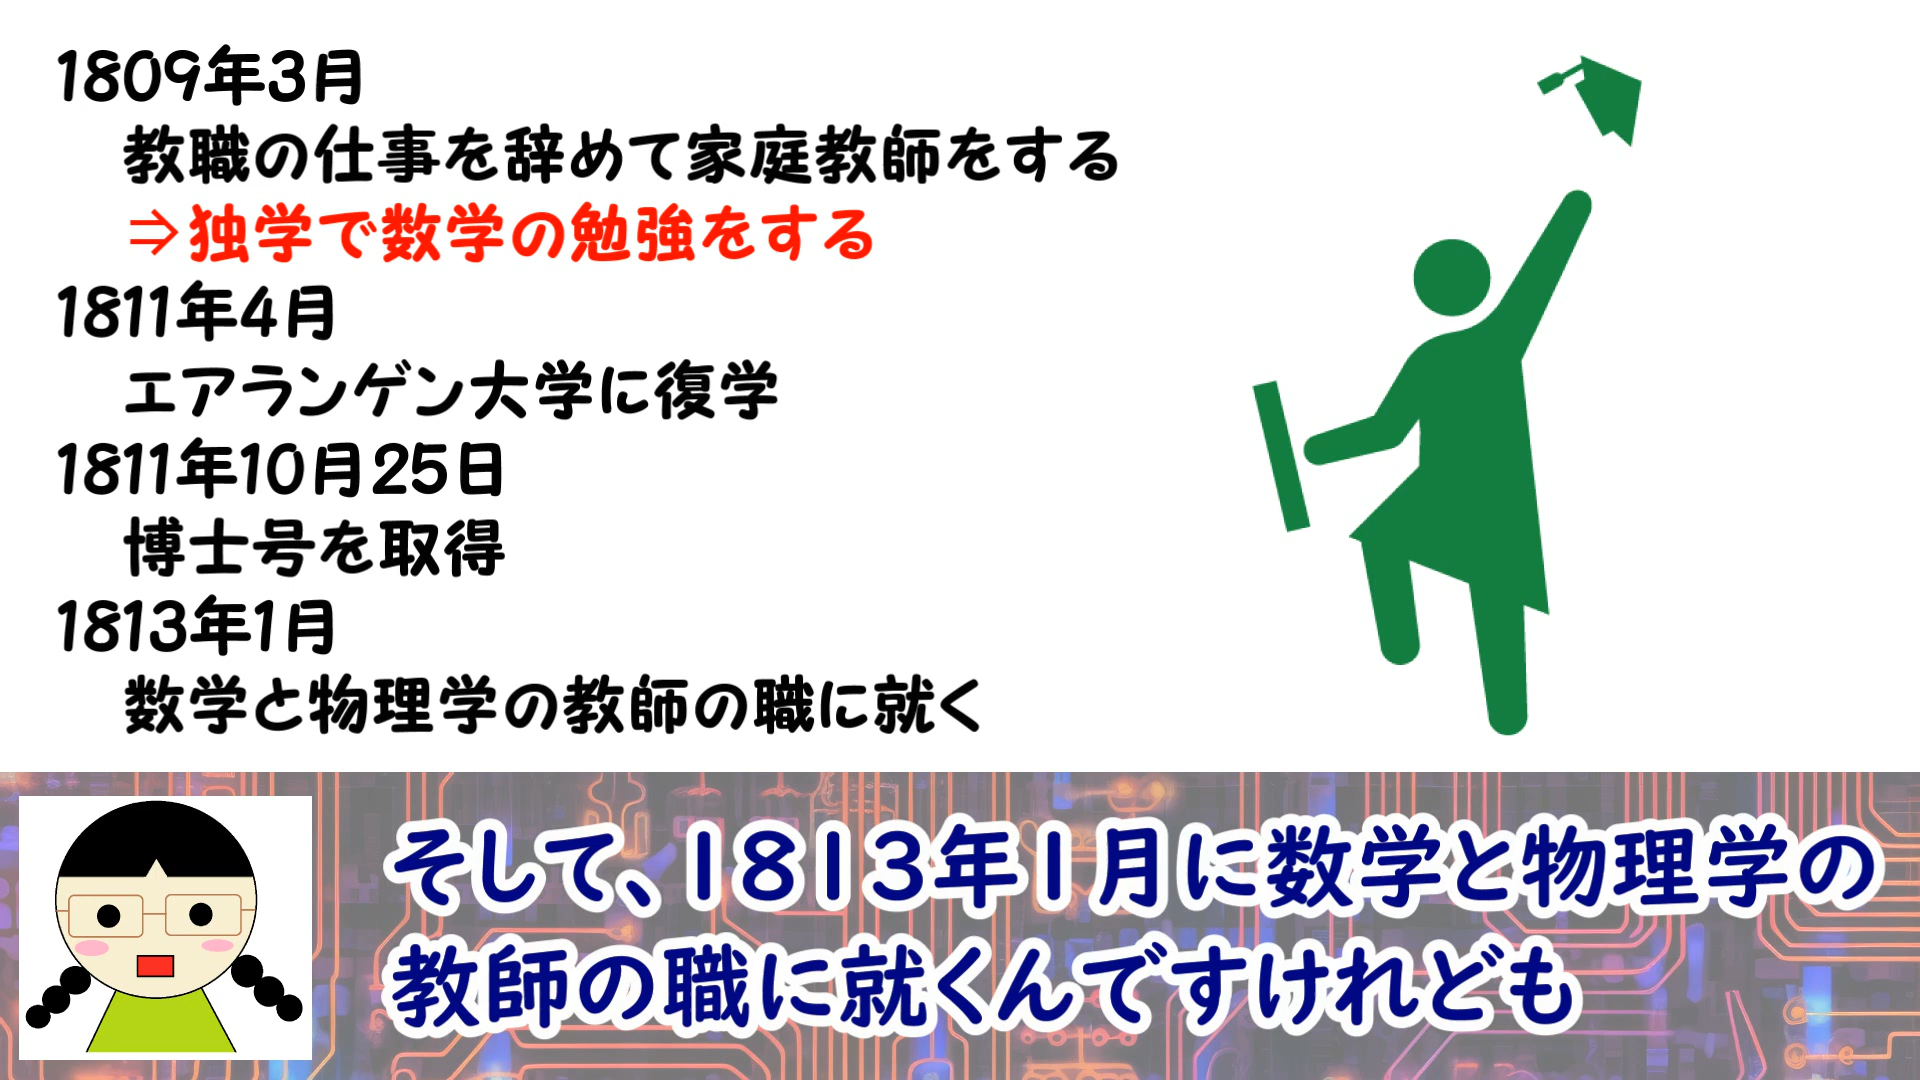 1809年3月
教職の仕事を辞めて家庭教師をする
⇒独学で数学の勉強をする
1811年4月
エアランゲン大学に復学
1811年10月25日
博士号を取得
1813年1月
数学と物理学の教師の職に就く
そして、1813年1月に数学と物理学の
教師の職に就くんですけれども